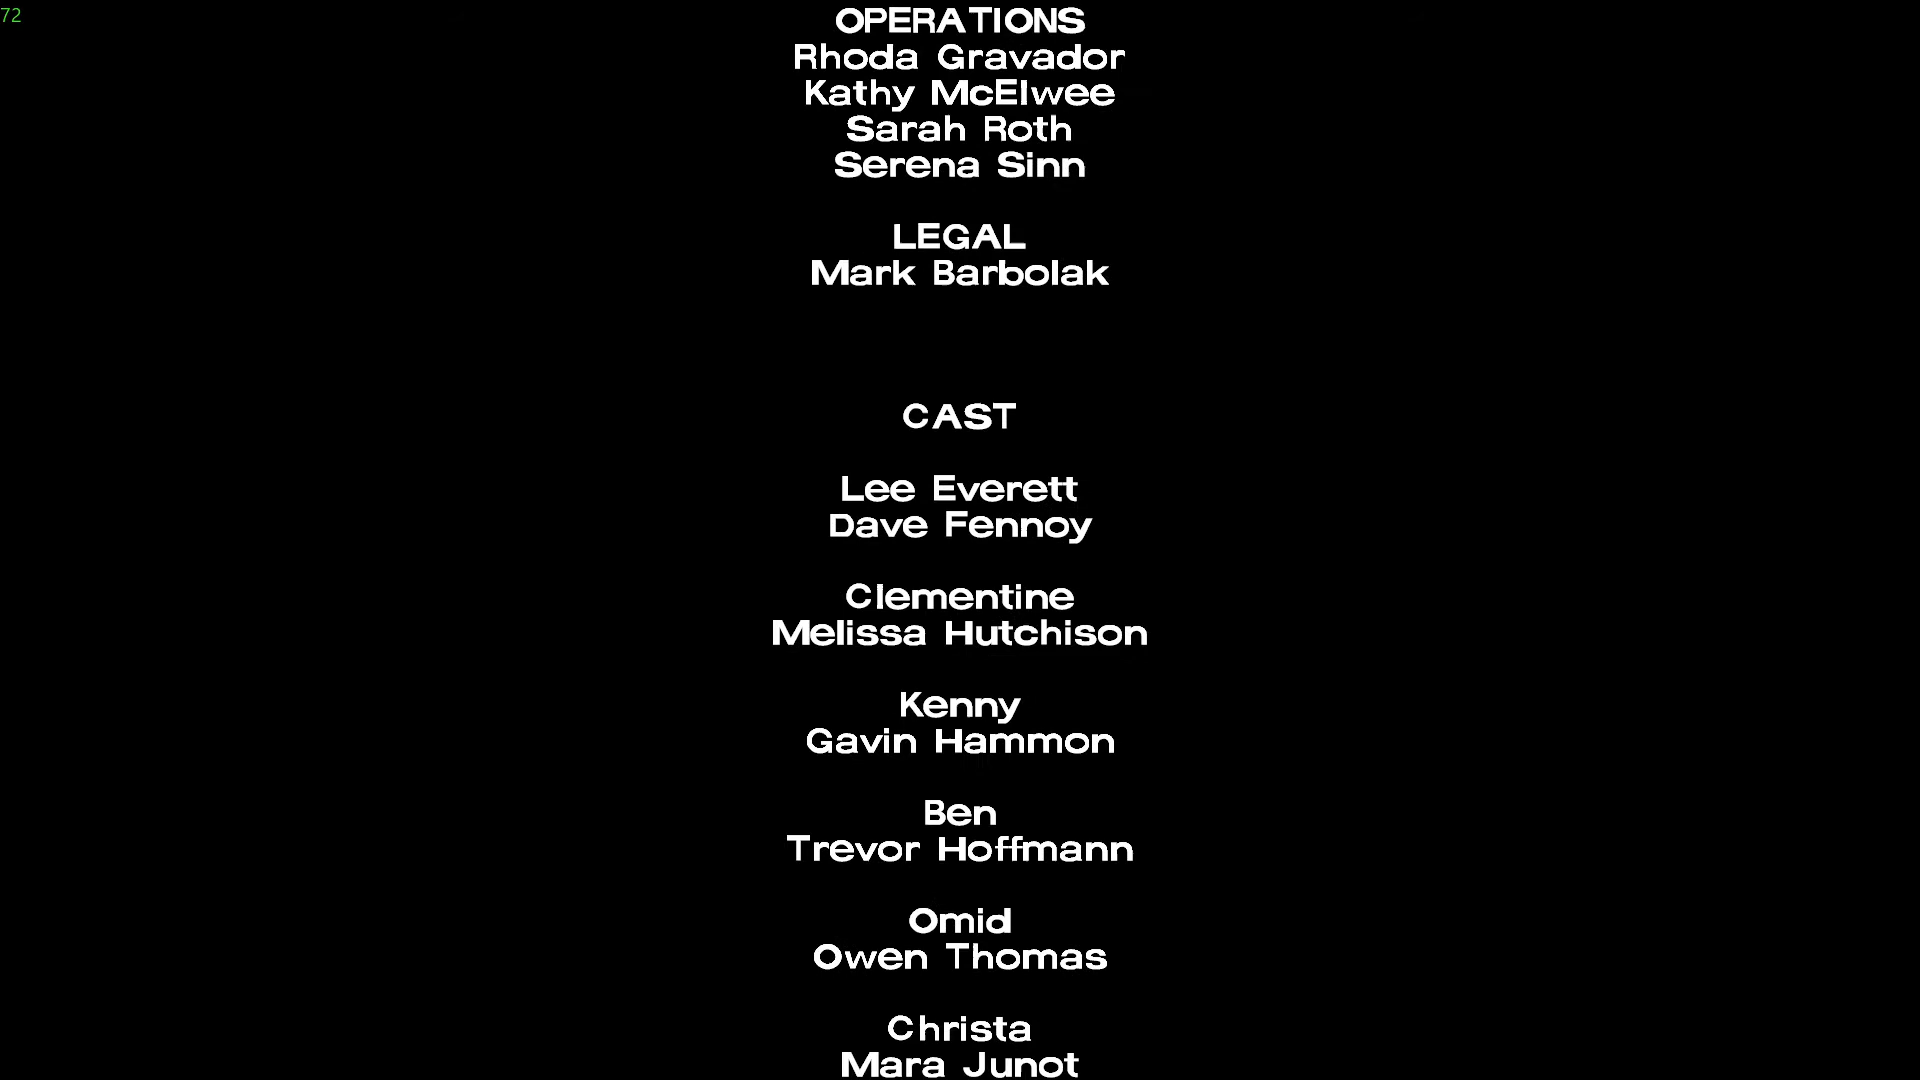 72
OPERATIONS
Rhoda Gravador
Kathy McElwee
Sarah Roth
Serena Sinn
LEGAL
Mark Barbolak
CAST
Lee Everett
Dave Fennoy
Clementine
Melissa Hutchison
Kenny
Gavin Hammon
Ben
Trevor Hoffmann
Omid
Owen Thomas
Christa
Mara Junot